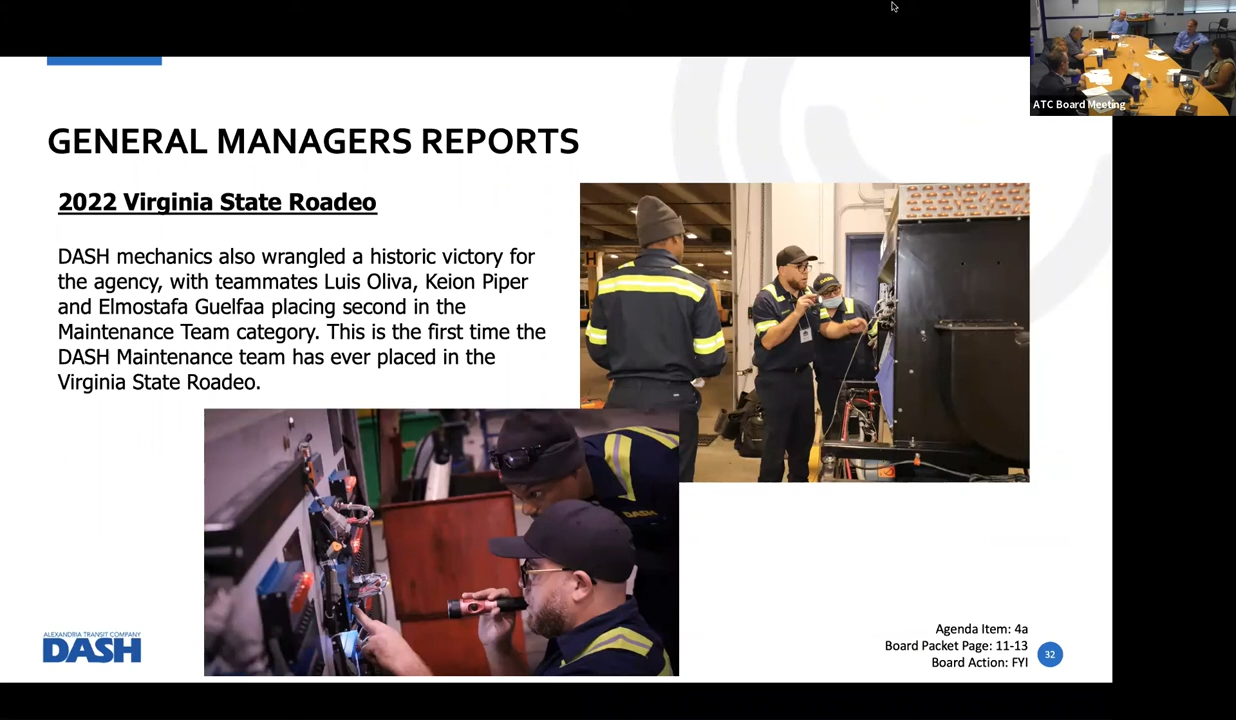 ATC Board Meeting
GENERAL MANAGERS REPORTS
2022 Virginia State Roadeo
DASH mechanics also wrangled a historic victory for
the agency, with teammates Luis Oliva, Keion Piper
and Elmostafa Guelfaa placing second in the
Maintenance Team category. This is the first time the
DASH Maintenance team has ever placed in the
Virginia State Roadeo.
H
DASH
DASH
ALEXANDRIA TRANSIT COMPANY
DASH
Agenda Item: 4a
Board Packet Page: 11-13
Board Action: FYI
32